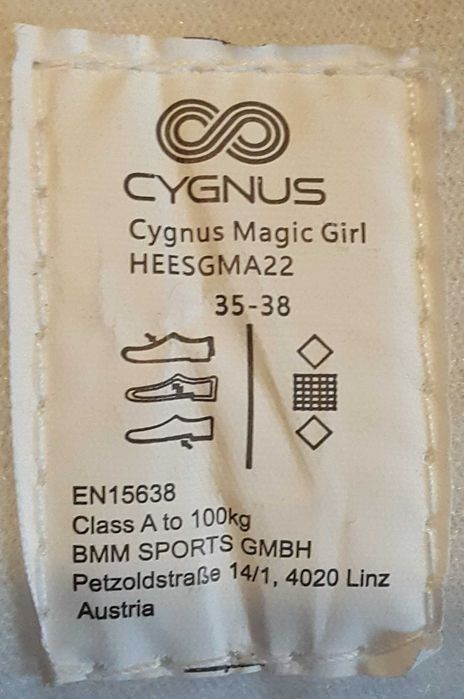 CYGNUS
Cygnus Magic Girl
HEESGMA22
35-38
EN15638
Class A to 100kg
BMM SPORTS GMBH
Petzoldstraße 14/1, 4020 Linz
Austria